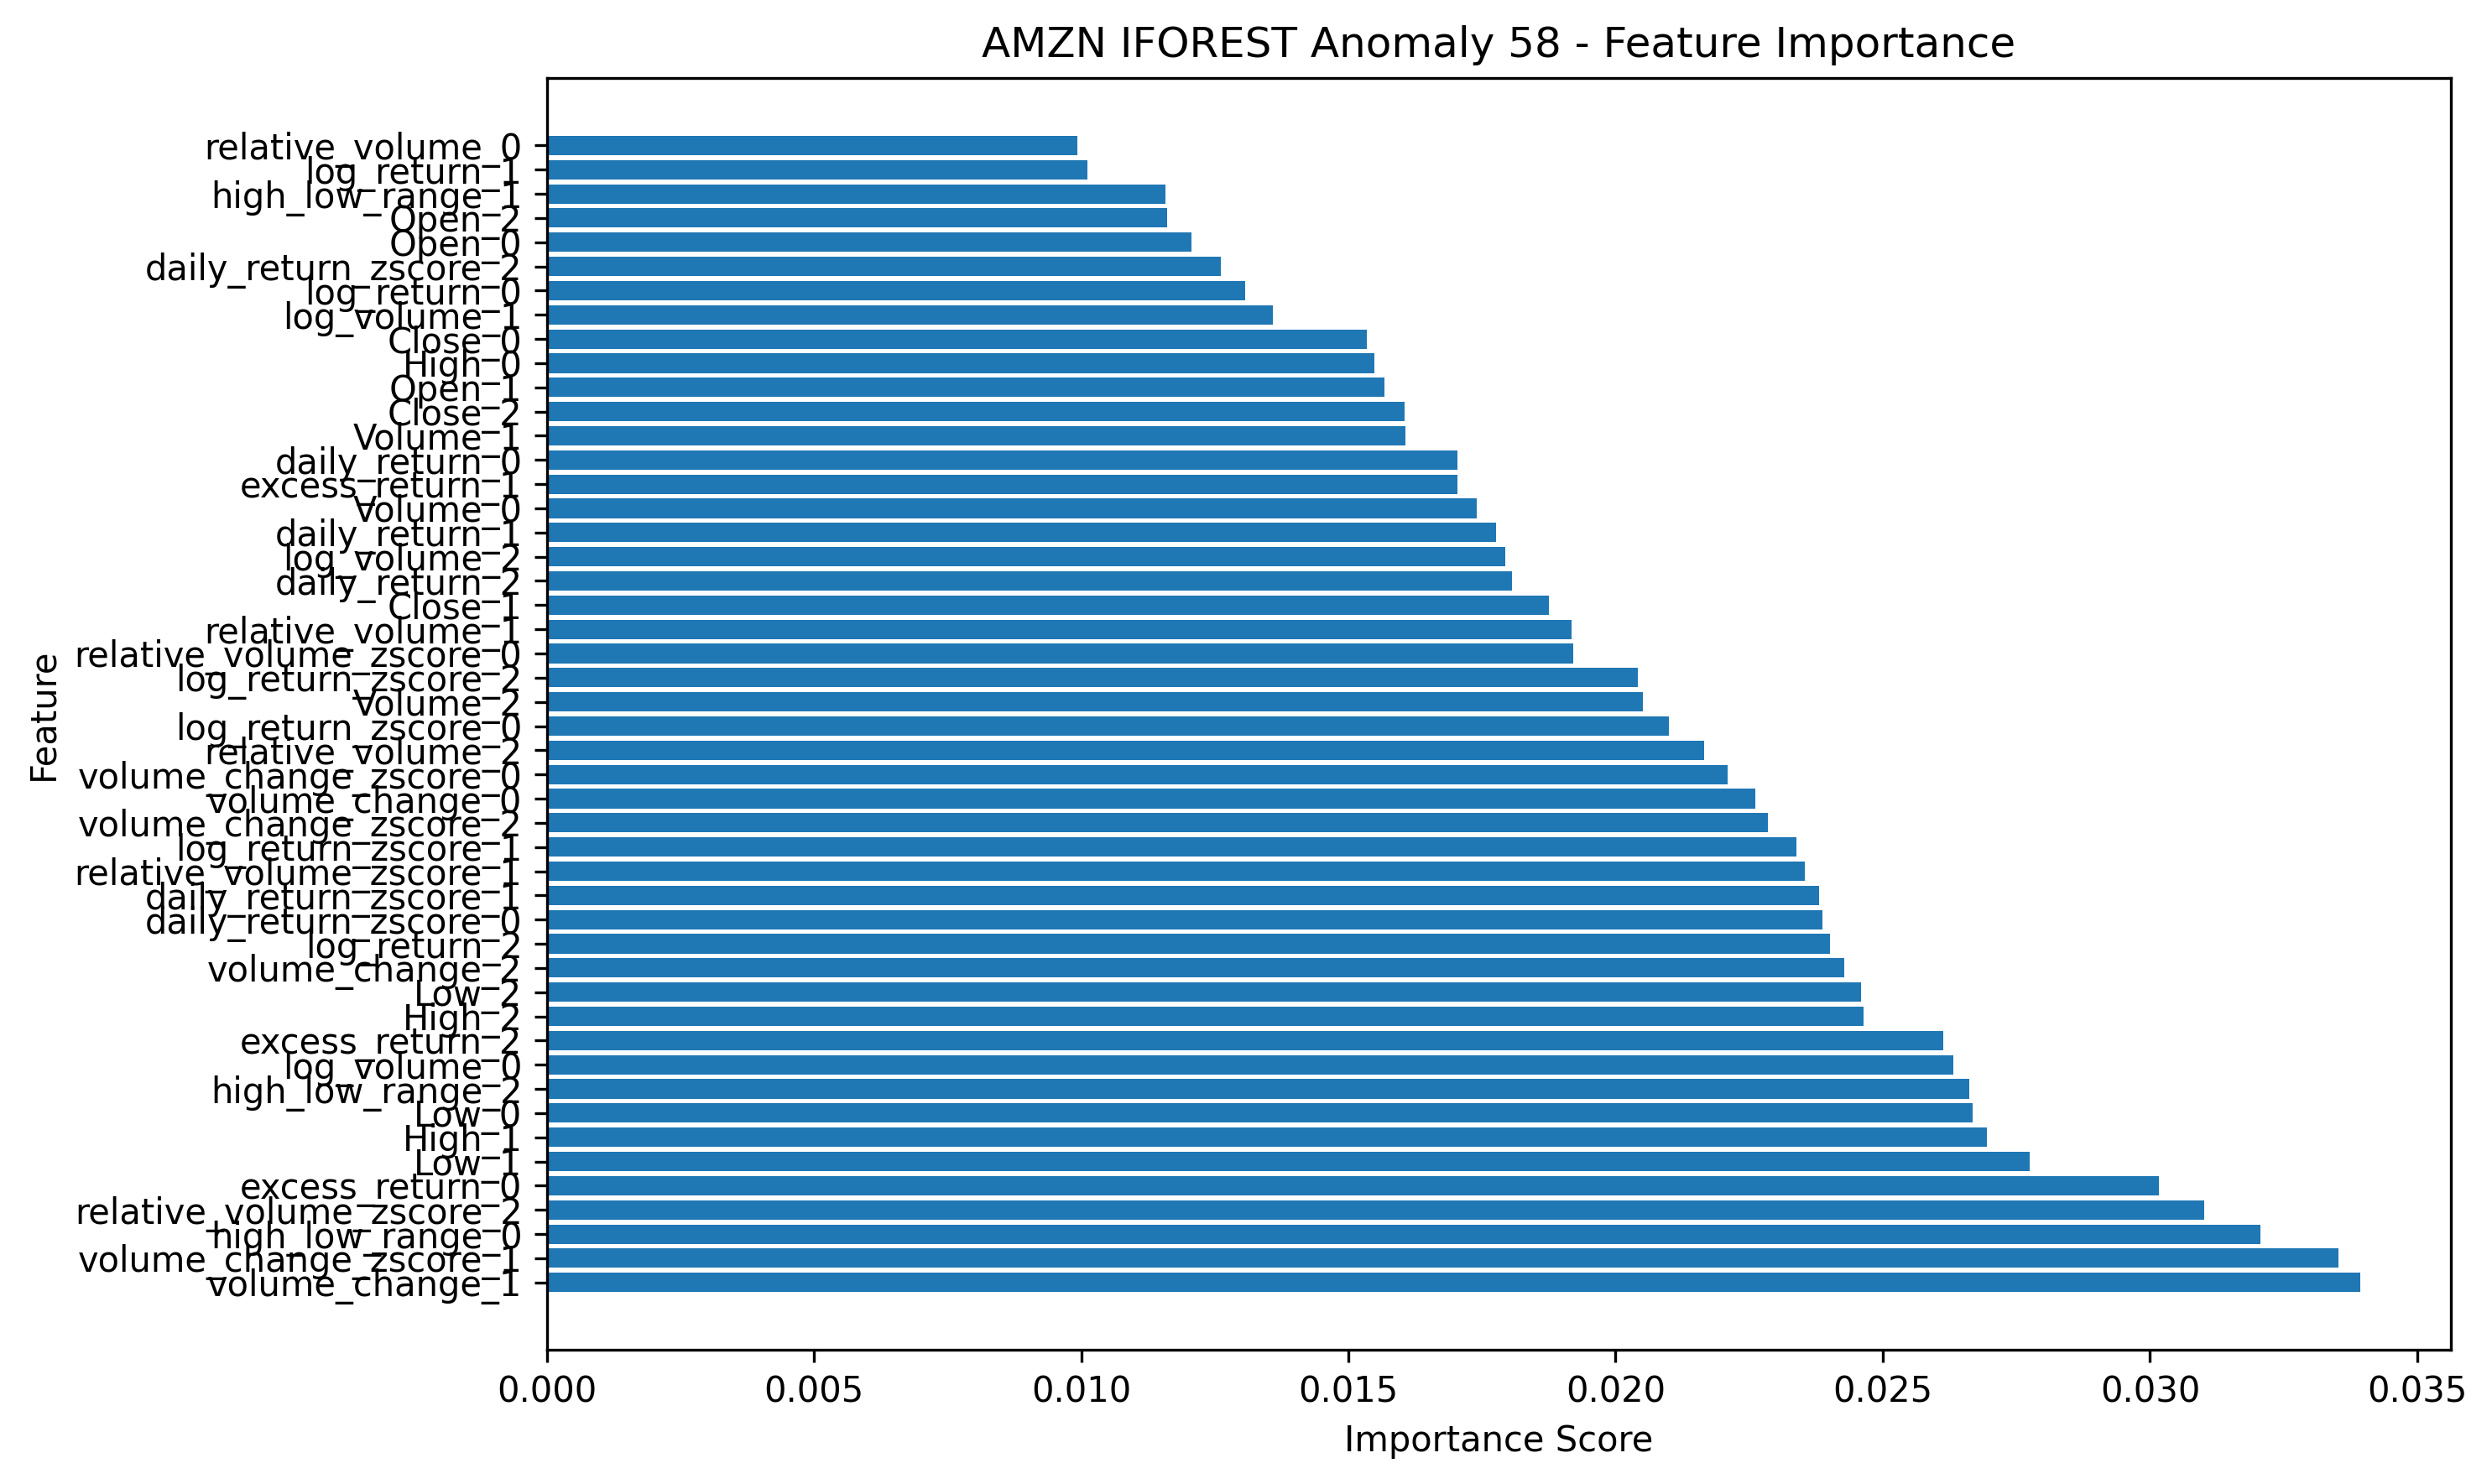 AMZN IFOREST Anomaly 58 - Feature Importance
relative_volume_0
log_return_1
high_low_range_1
Open_2
Open_0
daily_return_zscore_2
log_return_0
log_volume_1
Close_0
High_0
Open_1
Close_2
Volume_1
daily_return_0
excess_return_1
Volume_0
daily_return_1
log_volume_2
daily_return_2
Close_1
relative_volume_1
relative_volume_zscore_0
log_return_zscore_2
Volume_2
log_return_zscore_0
relative_volume_2
volume_change_zscore_0
volume_change_0
volume_change_zscore_2
log_return_zscore_1
relative_volume_zscore_1
daily_return_zscore_1
daily_return_zscore_0
log_return_2
volume_change_2
Low_2
High_2
excess_return_2
log_volume_0
high_low_range_2
Low_0
High_1
Low_1
excess_return_0
relative_volume_zscore_2
high_low_range_0
volume_change_zscore_1
volume_change_1
Feature
0.000 0.005 0.010 0.015 0.020 0.025 0.030 0.035
Importance Score